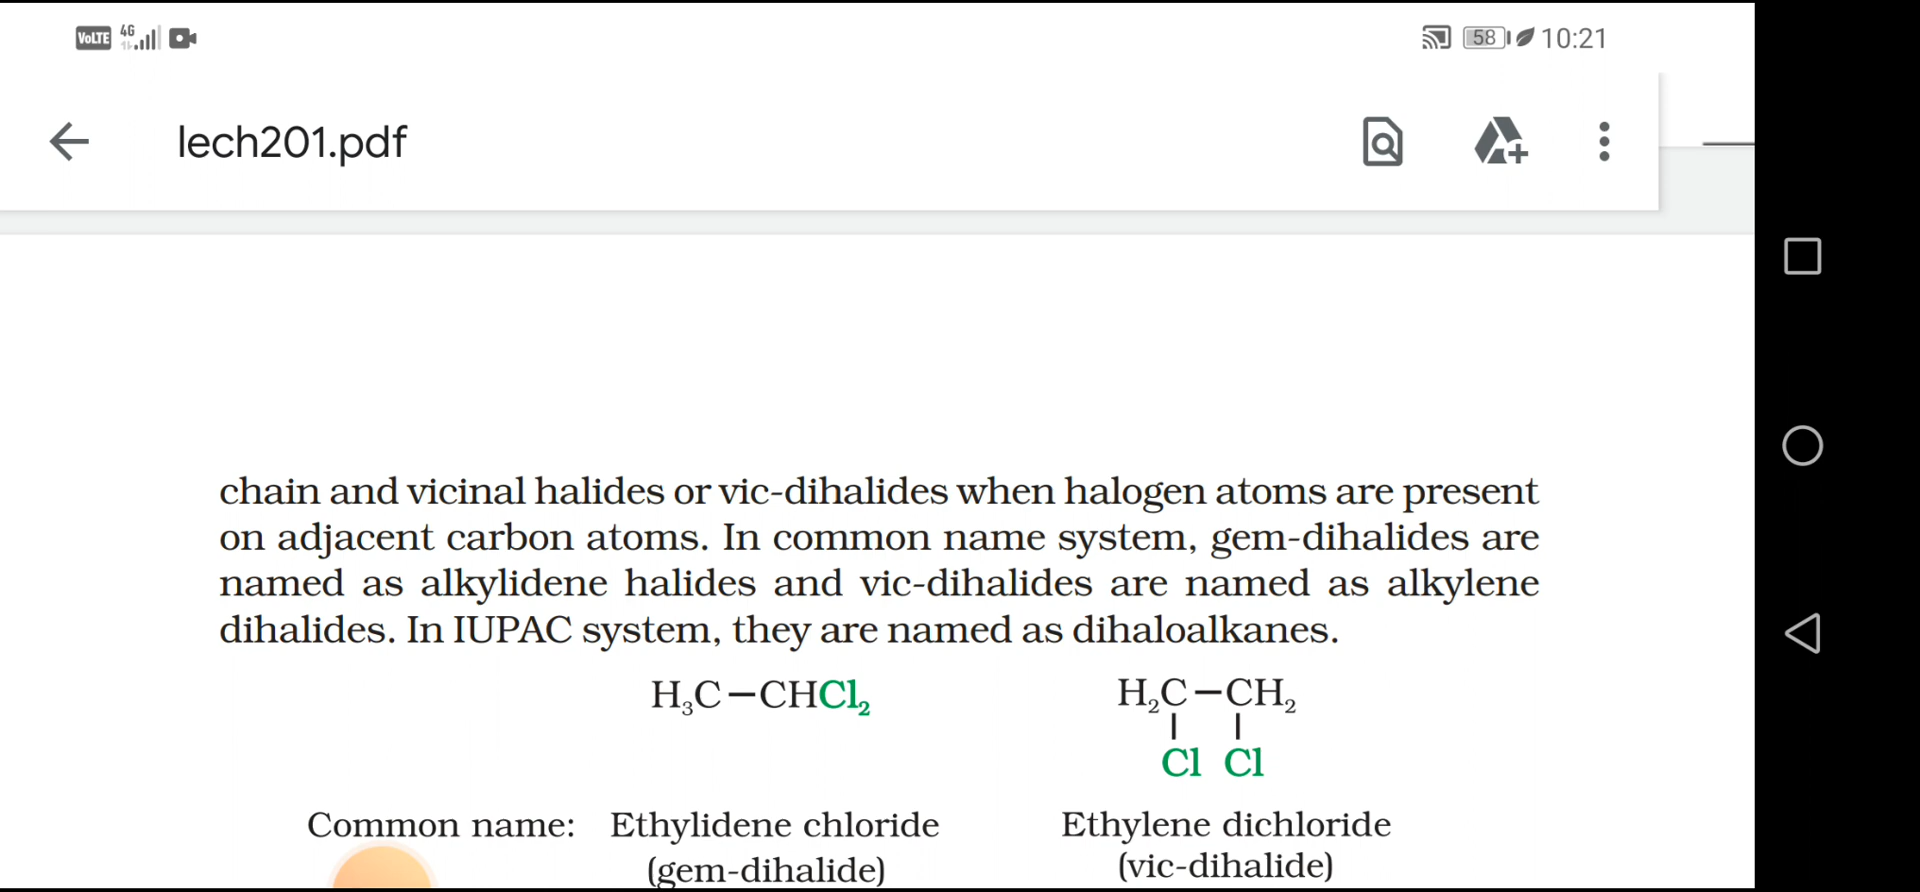 VoLTE 4G 58 10:21
lech201.pdf
chain and vicinal halides or vic-dihalides when halogen atoms are present
on adjacent carbon atoms. In common name system, gem-dihalides are
named as alkylidene halides and vic-dihalides are named as alkylene
dihalides. In IUPAC system, they are named as dihaloalkanes.
H₃C–CHCl₂ H₂C–CH₂
Cl Cl
Common name: Ethylidene chloride Ethylene dichloride
(gem-dihalide) (vic-dihalide)